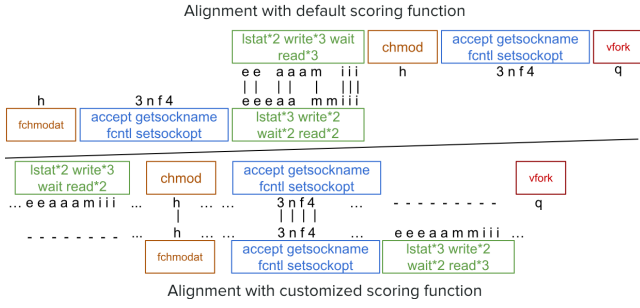 Alignment with default scoring function
lstat*2 write*3 wait
read*3
chmod
accept getsockname
fcntl setsockopt
vfork
e e a a a m i i i
h
3 n f 4
q
h
3 n f 4
e e e a a m m i i i
fchmodat
accept getsockname
fcntl setsockopt
lstat*3 write*2
wait*2 read*2
lstat*2 write*3
wait read*2
chmod
accept getsockname
fcntl setsockopt
vfork
... e e a a a m i i i ... h ... ... 3 n f 4 ... - - - - - - - - - q
- - - - - - - - ... h ... ... 3 n f 4 ... e e e a a m m i i i ...
fchmodat
accept getsockname
fcntl setsockopt
lstat*3 write*2
wait*2 read*3
Alignment with customized scoring function